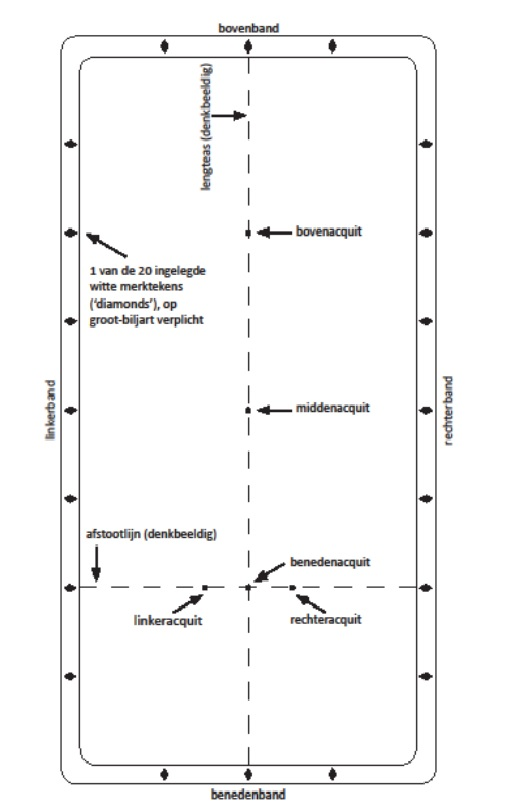 bovenband
lengteas (denkbeeldig)
bovenacquit
1 van de 20 ingelegde
witte merktekens
('diamonds'), op
groot-biljart verplicht
linkerband
rechterband
middenacquit
afstootlijn (denkbeeldig)
benedenacquit
linkeracquit
rechteracquit
benedenband